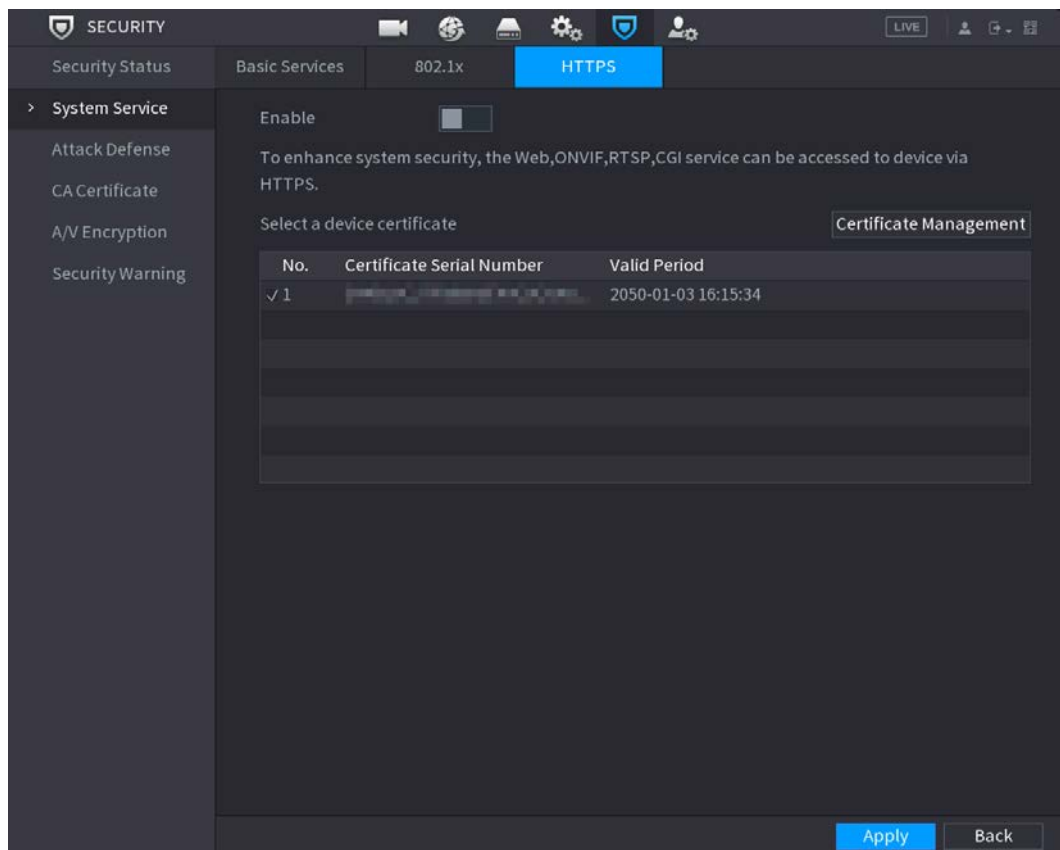 SECURITY
LIVE
Security Status
Basic Services 802.1x HTTPS
> System Service
Enable
Attack Defense
To enhance system security, the Web,ONVIF,RTSP,CGI service can be accessed to device via
HTTPS.
CA Certificate
A/V Encryption
Select a device certificate Certificate Management
Security Warning
No. Certificate Serial Number Valid Period
✓ 1 2050-01-03 16:15:34
Apply Back